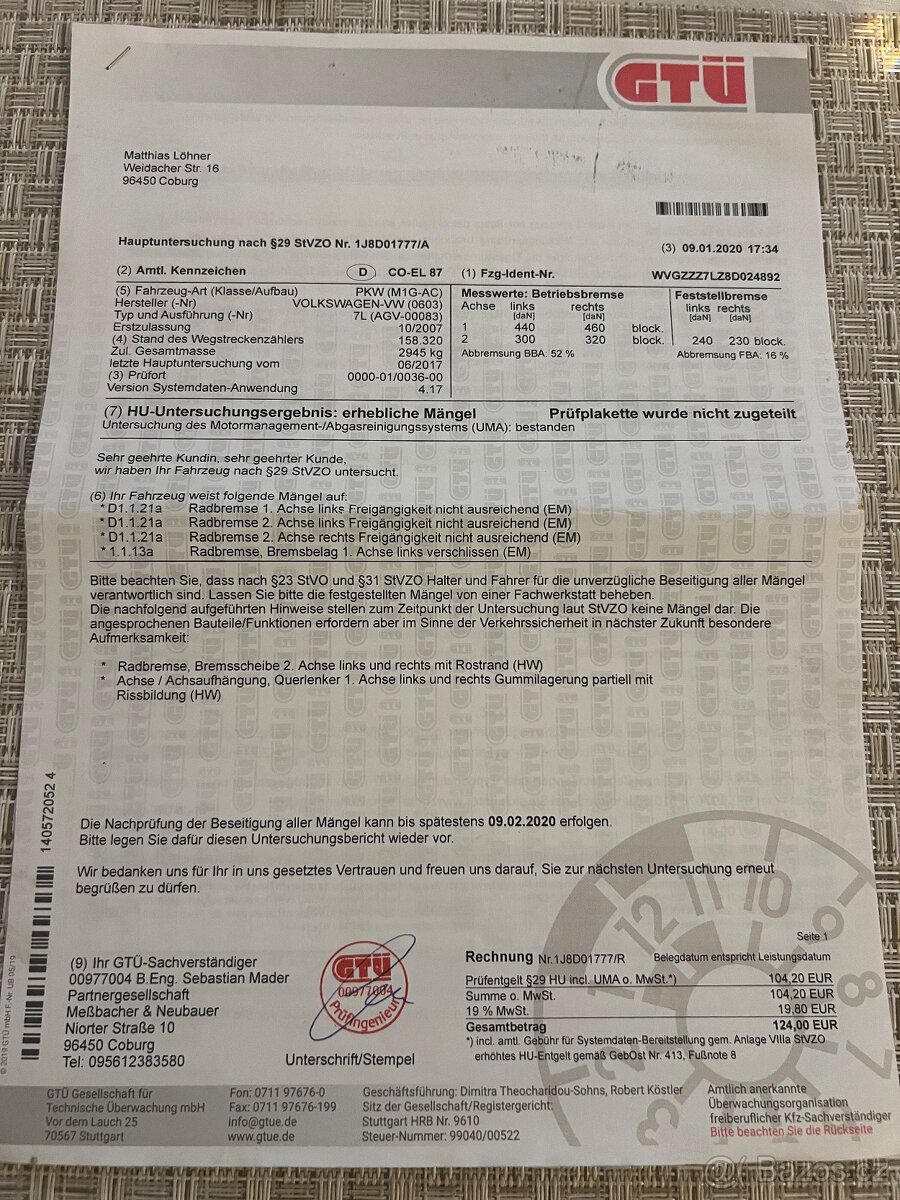 GTÜ
Matthias Löhner
Weidacher Str. 16
96450 Coburg
Hauptuntersuchung nach §29 StVZO Nr. 1J8D01777/A
(3) 09.01.2020 17:34
(2) Amtl. Kennzeichen D CO-EL 87 (1) Fzg-Ident-Nr. WVGZZZ7LZ8D024892
(5) Fahrzeug-Art (Klasse/Aufbau) PKW (M1G-AC)
Hersteller (-Nr) VOLKSWAGEN-VW (0603)
Typ und Ausführung (-Nr) 7L (AGV-00083)
Erstzulassung 10/2007
(4) Stand des Wegstreckenzählers 158.320
Zul. Gesamtmasse 2945 kg
letzte Hauptuntersuchung vom 06/2017
(3) Prüfort 0000-01/0036-00
Version Systemdaten-Anwendung 4.17
Messwerte: Betriebsbremse
Achse links rechts
[daN] [daN]
1 440 460 block.
2 300 320 block.
Abbremsung BBA: 52 %
Feststellbremse
links rechts
[daN] [daN]
240 230 block.
Abbremsung FBA: 16 %
(7) HU-Untersuchungsergebnis: erhebliche Mängel Prüfplakette wurde nicht zugeteilt
Untersuchung des Motormanagement-/Abgasreinigungssystems (UMA): bestanden
Sehr geehrte Kundin, sehr geehrter Kunde,
wir haben Ihr Fahrzeug nach §29 StVZO untersucht.
(6) Ihr Fahrzeug weist folgende Mängel auf:
* D1.1.21a Radbremse 1. Achse links Freigängigkeit nicht ausreichend (EM)
* D1.1.21a Radbremse 2. Achse links Freigängigkeit nicht ausreichend (EM)
* D1.1.21a Radbremse 2. Achse rechts Freigängigkeit nicht ausreichend (EM)
* 1.1.13a Radbremse, Bremsbelag 1. Achse links verschlissen (EM)
Bitte beachten Sie, dass nach §23 StVO und §31 StVZO Halter und Fahrer für die unverzügliche Beseitigung aller Mängel
verantwortlich sind. Lassen Sie bitte die festgestellten Mängel von einer Fachwerkstatt beheben.
Die nachfolgend aufgeführten Hinweise stellen zum Zeitpunkt der Untersuchung laut StVZO keine Mängel dar. Die
angesprochenen Bauteile/Funktionen erfordern aber im Sinne der Verkehrssicherheit in nächster Zukunft besondere
Aufmerksamkeit:
* Radbremse, Bremsscheibe 2. Achse links und rechts mit Rostrand (HW)
* Achse / Achsaufhängung, Querlenker 1. Achse links und rechts Gummilagerung partiell mit
Rissbildung (HW)
Die Nachprüfung der Beseitigung aller Mängel kann bis spätestens 09.02.2020 erfolgen.
Bitte legen Sie dafür diesen Untersuchungsbericht wieder vor.
Wir bedanken uns für Ihr in uns gesetztes Vertrauen und freuen uns darauf, Sie zur nächsten Untersuchung erneut
begrüßen zu dürfen.
140572052 4
© 2019 GTÜ mbH F.-Nr. UB 05/19
(9) Ihr GTÜ-Sachverständiger
00977004 B.Eng. Sebastian Mader
Partnergesellschaft
Meßbacher & Neubauer
Niorter Straße 10
96450 Coburg
Tel: 095612383580
GTÜ
00977004
Prüfingenieur
Unterschrift/Stempel
12 11 10 9 8 7
Seite 1
Rechnung Nr.1J8D01777/R Belegdatum entspricht Leistungsdatum
Prüfentgelt §29 HU incl. UMA o. MwSt.*) 104,20 EUR
Summe o. MwSt. 104,20 EUR
19 % MwSt. 19,80 EUR
Gesamtbetrag 124,00 EUR
*) incl. amtl. Gebühr für Systemdaten-Bereitstellung gem. Anlage VIIIa StVZO
erhöhtes HU-Entgelt gemäß GebOst Nr. 413, Fußnote 8
GTÜ Gesellschaft für
Technische Überwachung mbH
Vor dem Lauch 25
70567 Stuttgart
Fon: 0711 97676-0
Fax: 0711 97676-199
info@gtue.de
www.gtue.de
Geschäftsführung: Dimitra Theocharidou-Sohns, Robert Köstler
Sitz der Gesellschaft/Registergericht:
Stuttgart HRB Nr. 9610
Steuer-Nummer: 99040/00522
Amtlich anerkannte
Überwachungsorganisation
freiberuflicher Kfz-Sachverständiger
Bitte beachten Sie die Rückseite
@ Bazos.cz